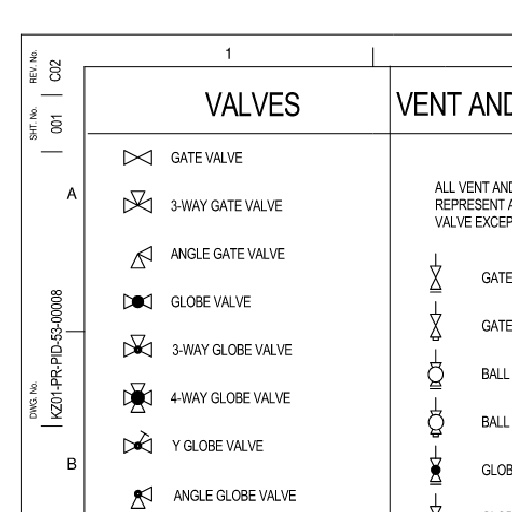 1
REV. No.
C02
SHT. No.
001
DWG. No.
KZ01-PR-PID-53-00008
A
B
VALVES
GATE VALVE
3-WAY GATE VALVE
ANGLE GATE VALVE
GLOBE VALVE
3-WAY GLOBE VALVE
4-WAY GLOBE VALVE
Y GLOBE VALVE
ANGLE GLOBE VALVE
VENT AND
ALL VENT AND
REPRESENT A
VALVE EXCEP
GATE
GATE
BALL
BALL
GLOB